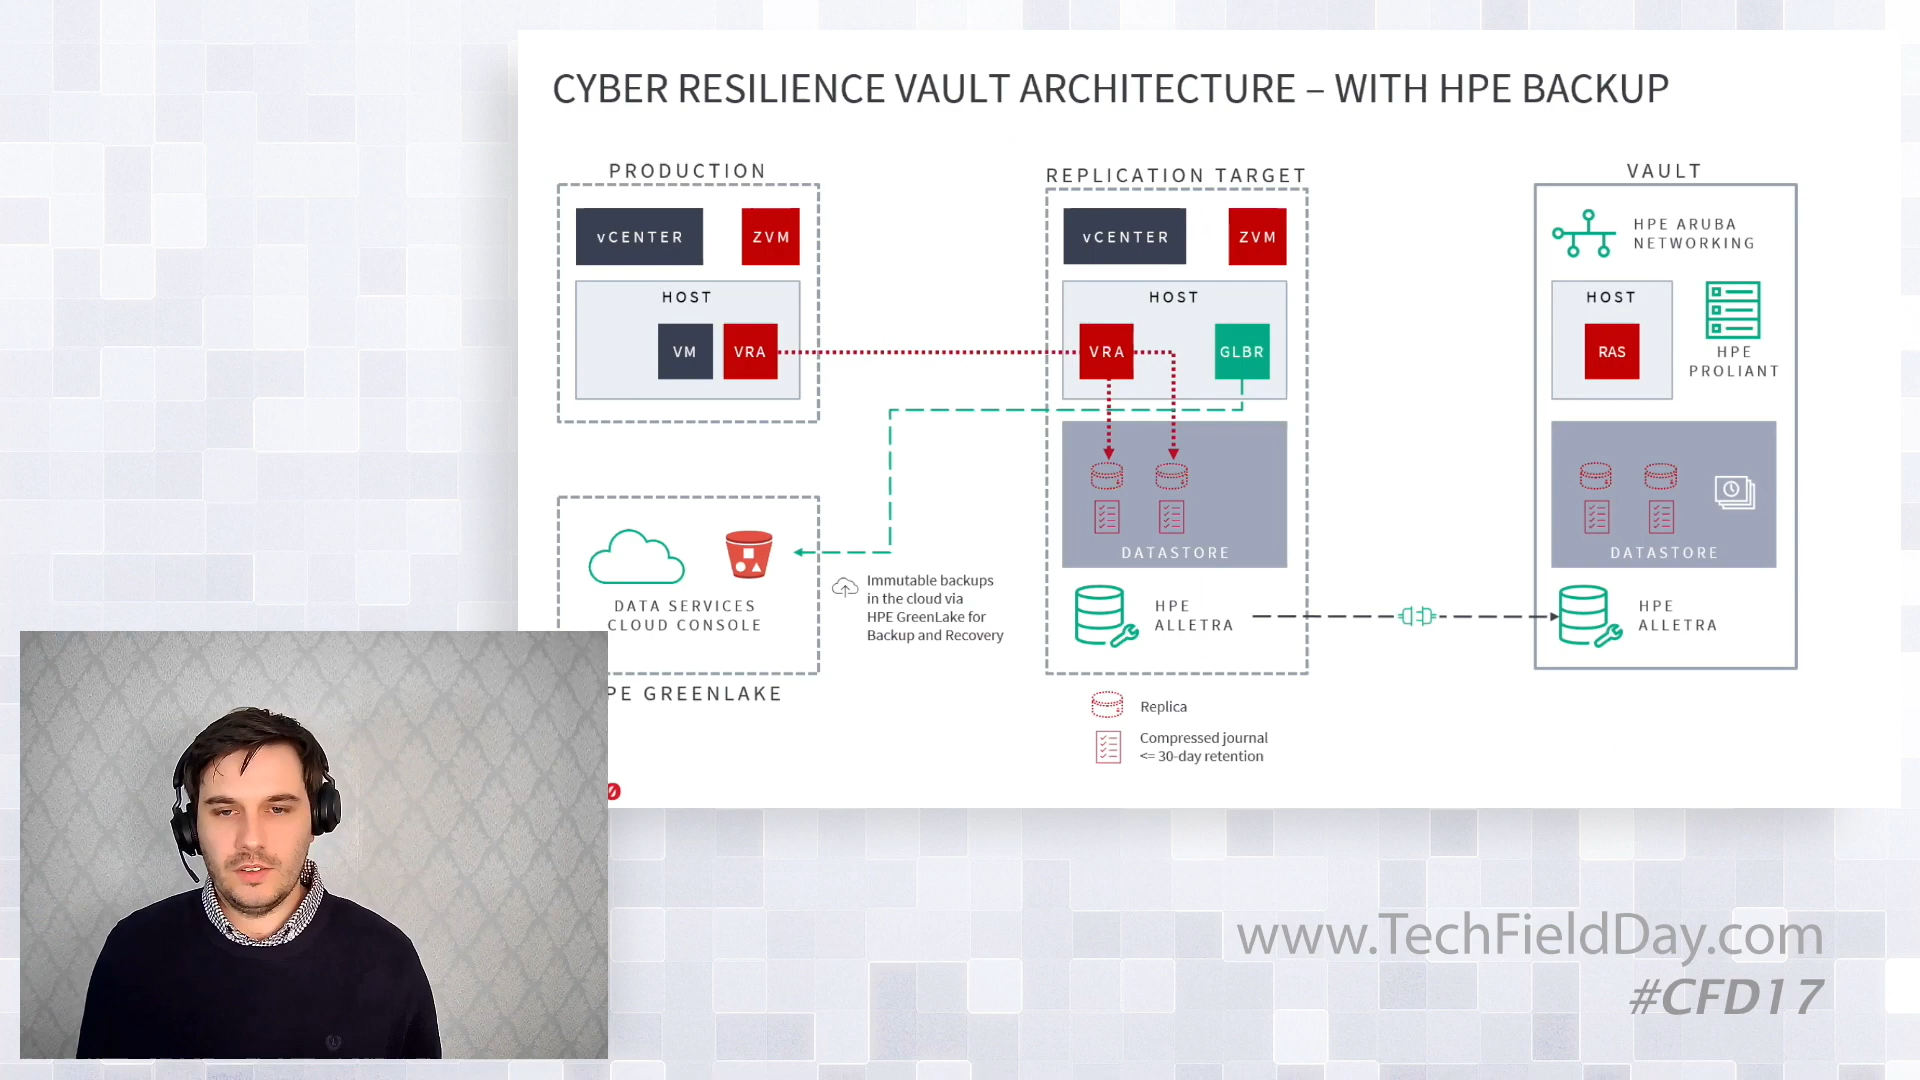 CYBER RESILIENCE VAULT ARCHITECTURE – WITH HPE BACKUP
PRODUCTION
vCENTER
ZVM
HOST
VM
VRA
DATA SERVICES
CLOUD CONSOLE
PE GREENLAKE
Immutable backups
in the cloud via
HPE GreenLake for
Backup and Recovery
REPLICATION TARGET
vCENTER
ZVM
HOST
VRA
GLBR
DATASTORE
HPE
ALLETRA
Replica
Compressed journal
<= 30-day retention
VAULT
HPE ARUBA
NETWORKING
HOST
RAS
HPE
PROLIANT
DATASTORE
HPE
ALLETRA
www.TechFieldDay.com
#CFD17